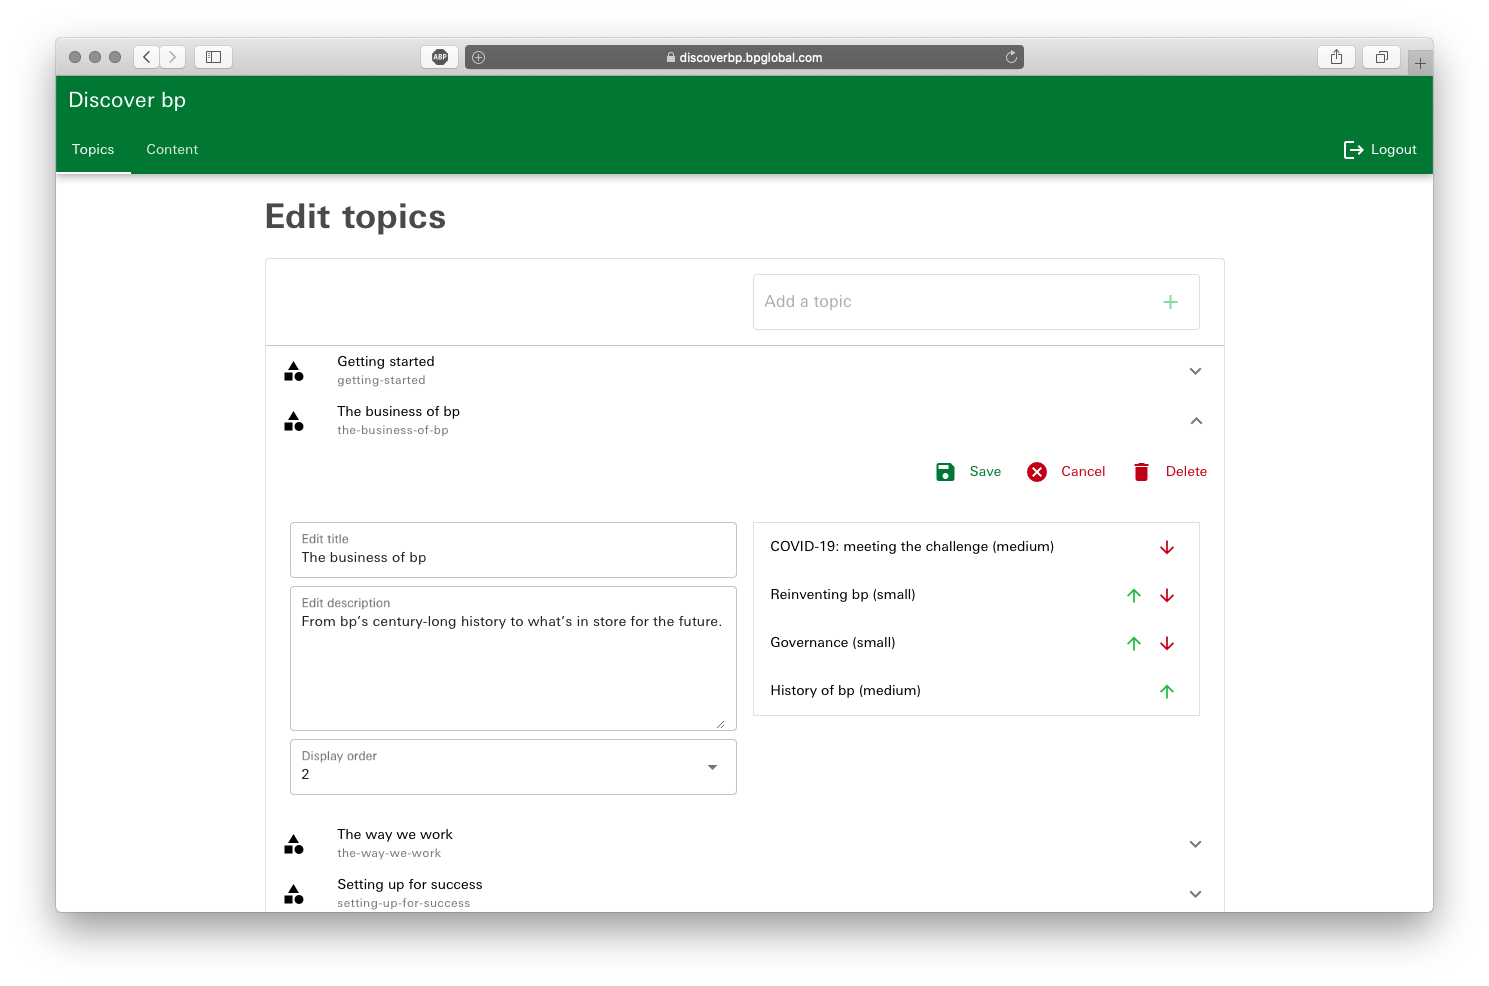 ABP
discoverbp.bpglobal.com
Discover bp
Topics
Content
Logout
Edit topics
Add a topic
Getting started
getting-started
The business of bp
the-business-of-bp
Save
Cancel
Delete
Edit title
The business of bp
Edit description
From bp’s century-long history to what’s in store for the future.
Display order
2
COVID-19: meeting the challenge (medium)
Reinventing bp (small)
Governance (small)
History of bp (medium)
The way we work
the-way-we-work
Setting up for success
setting-up-for-success